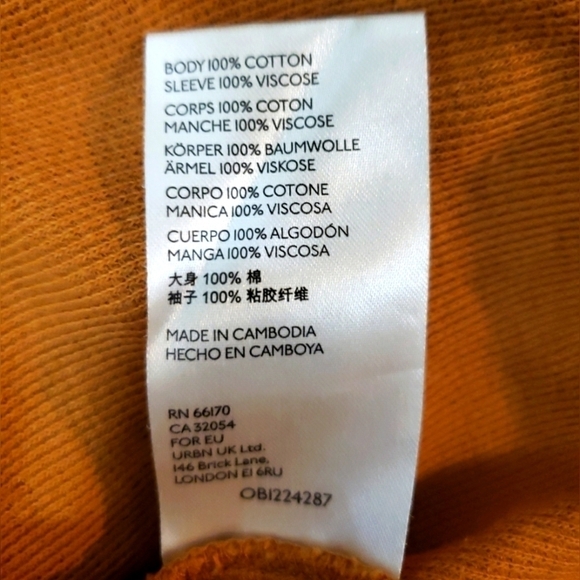 BODY 100% COTTON
SLEEVE 100% VISCOSE
CORPS 100% COTON
MANCHE 100% VISCOSE
KÖRPER 100% BAUMWOLLE
ÄRMEL 100% VISKOSE
CORPO 100% COTONE
MANICA 100% VISCOSA
CUERPO 100% ALGODÓN
MANGA 100% VISCOSA
大身 100% 棉
袖子 100% 粘胶纤维
MADE IN CAMBODIA
HECHO EN CAMBOYA
RN 66170
CA 32054
FOR EU
URBN UK Ltd.
146 Brick Lane,
LONDON E1 6RU
OB1224287